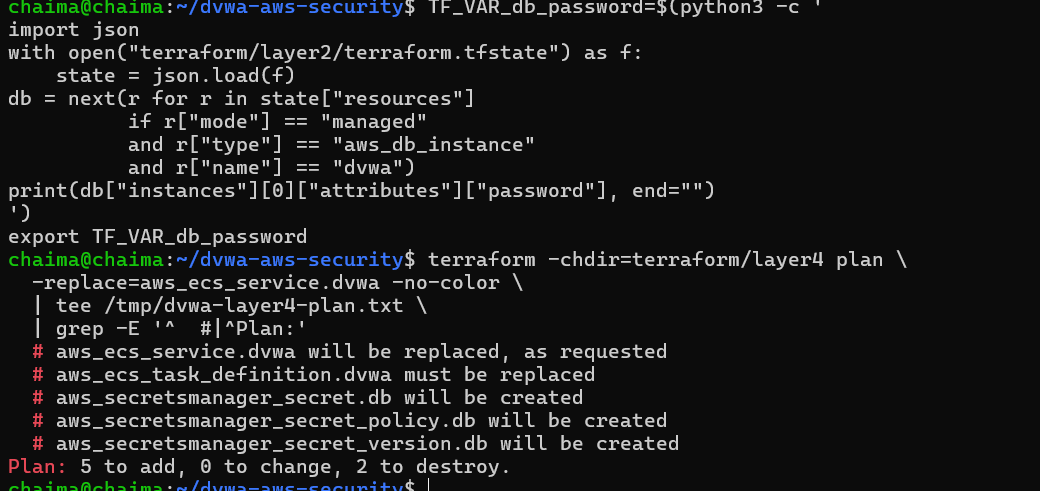 chaima@chaima:~/dvwa-aws-security$ TF_VAR_db_password=$(python3 -c '
import json
with open("terraform/layer2/terraform.tfstate") as f:
    state = json.load(f)
db = next(r for r in state["resources"]
          if r["mode"] == "managed"
          and r["type"] == "aws_db_instance"
          and r["name"] == "dvwa")
print(db["instances"][0]["attributes"]["password"], end="")
')
export TF_VAR_db_password
chaima@chaima:~/dvwa-aws-security$ terraform -chdir=terraform/layer4 plan \
  -replace=aws_ecs_service.dvwa -no-color \
  | tee /tmp/dvwa-layer4-plan.txt \
  | grep -E '^  #|^Plan:'
  # aws_ecs_service.dvwa will be replaced, as requested
  # aws_ecs_task_definition.dvwa must be replaced
  # aws_secretsmanager_secret.db will be created
  # aws_secretsmanager_secret_policy.db will be created
  # aws_secretsmanager_secret_version.db will be created
Plan: 5 to add, 0 to change, 2 to destroy.
chaima@chaima:~/dvwa-aws-security$